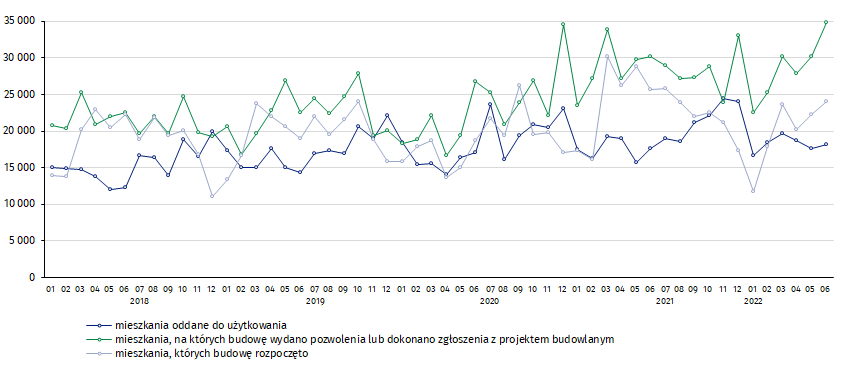 35 000
30 000
25 000
20 000
15 000
10 000
5 000
0
01 02 03 04 05 06 07 08 09 10 11 12 01 02 03 04 05 06 07 08 09 10 11 12 01 02 03 04 05 06 07 08 09 10 11 12 01 02 03 04 05 06 07 08 09 10 11 12 01 02 03 04 05 06
2018 2019 2020 2021 2022
mieszkania oddane do użytkowania
mieszkania, na których budowę wydano pozwolenia lub dokonano zgłoszenia z projektem budowlanym
mieszkania, których budowę rozpoczęto